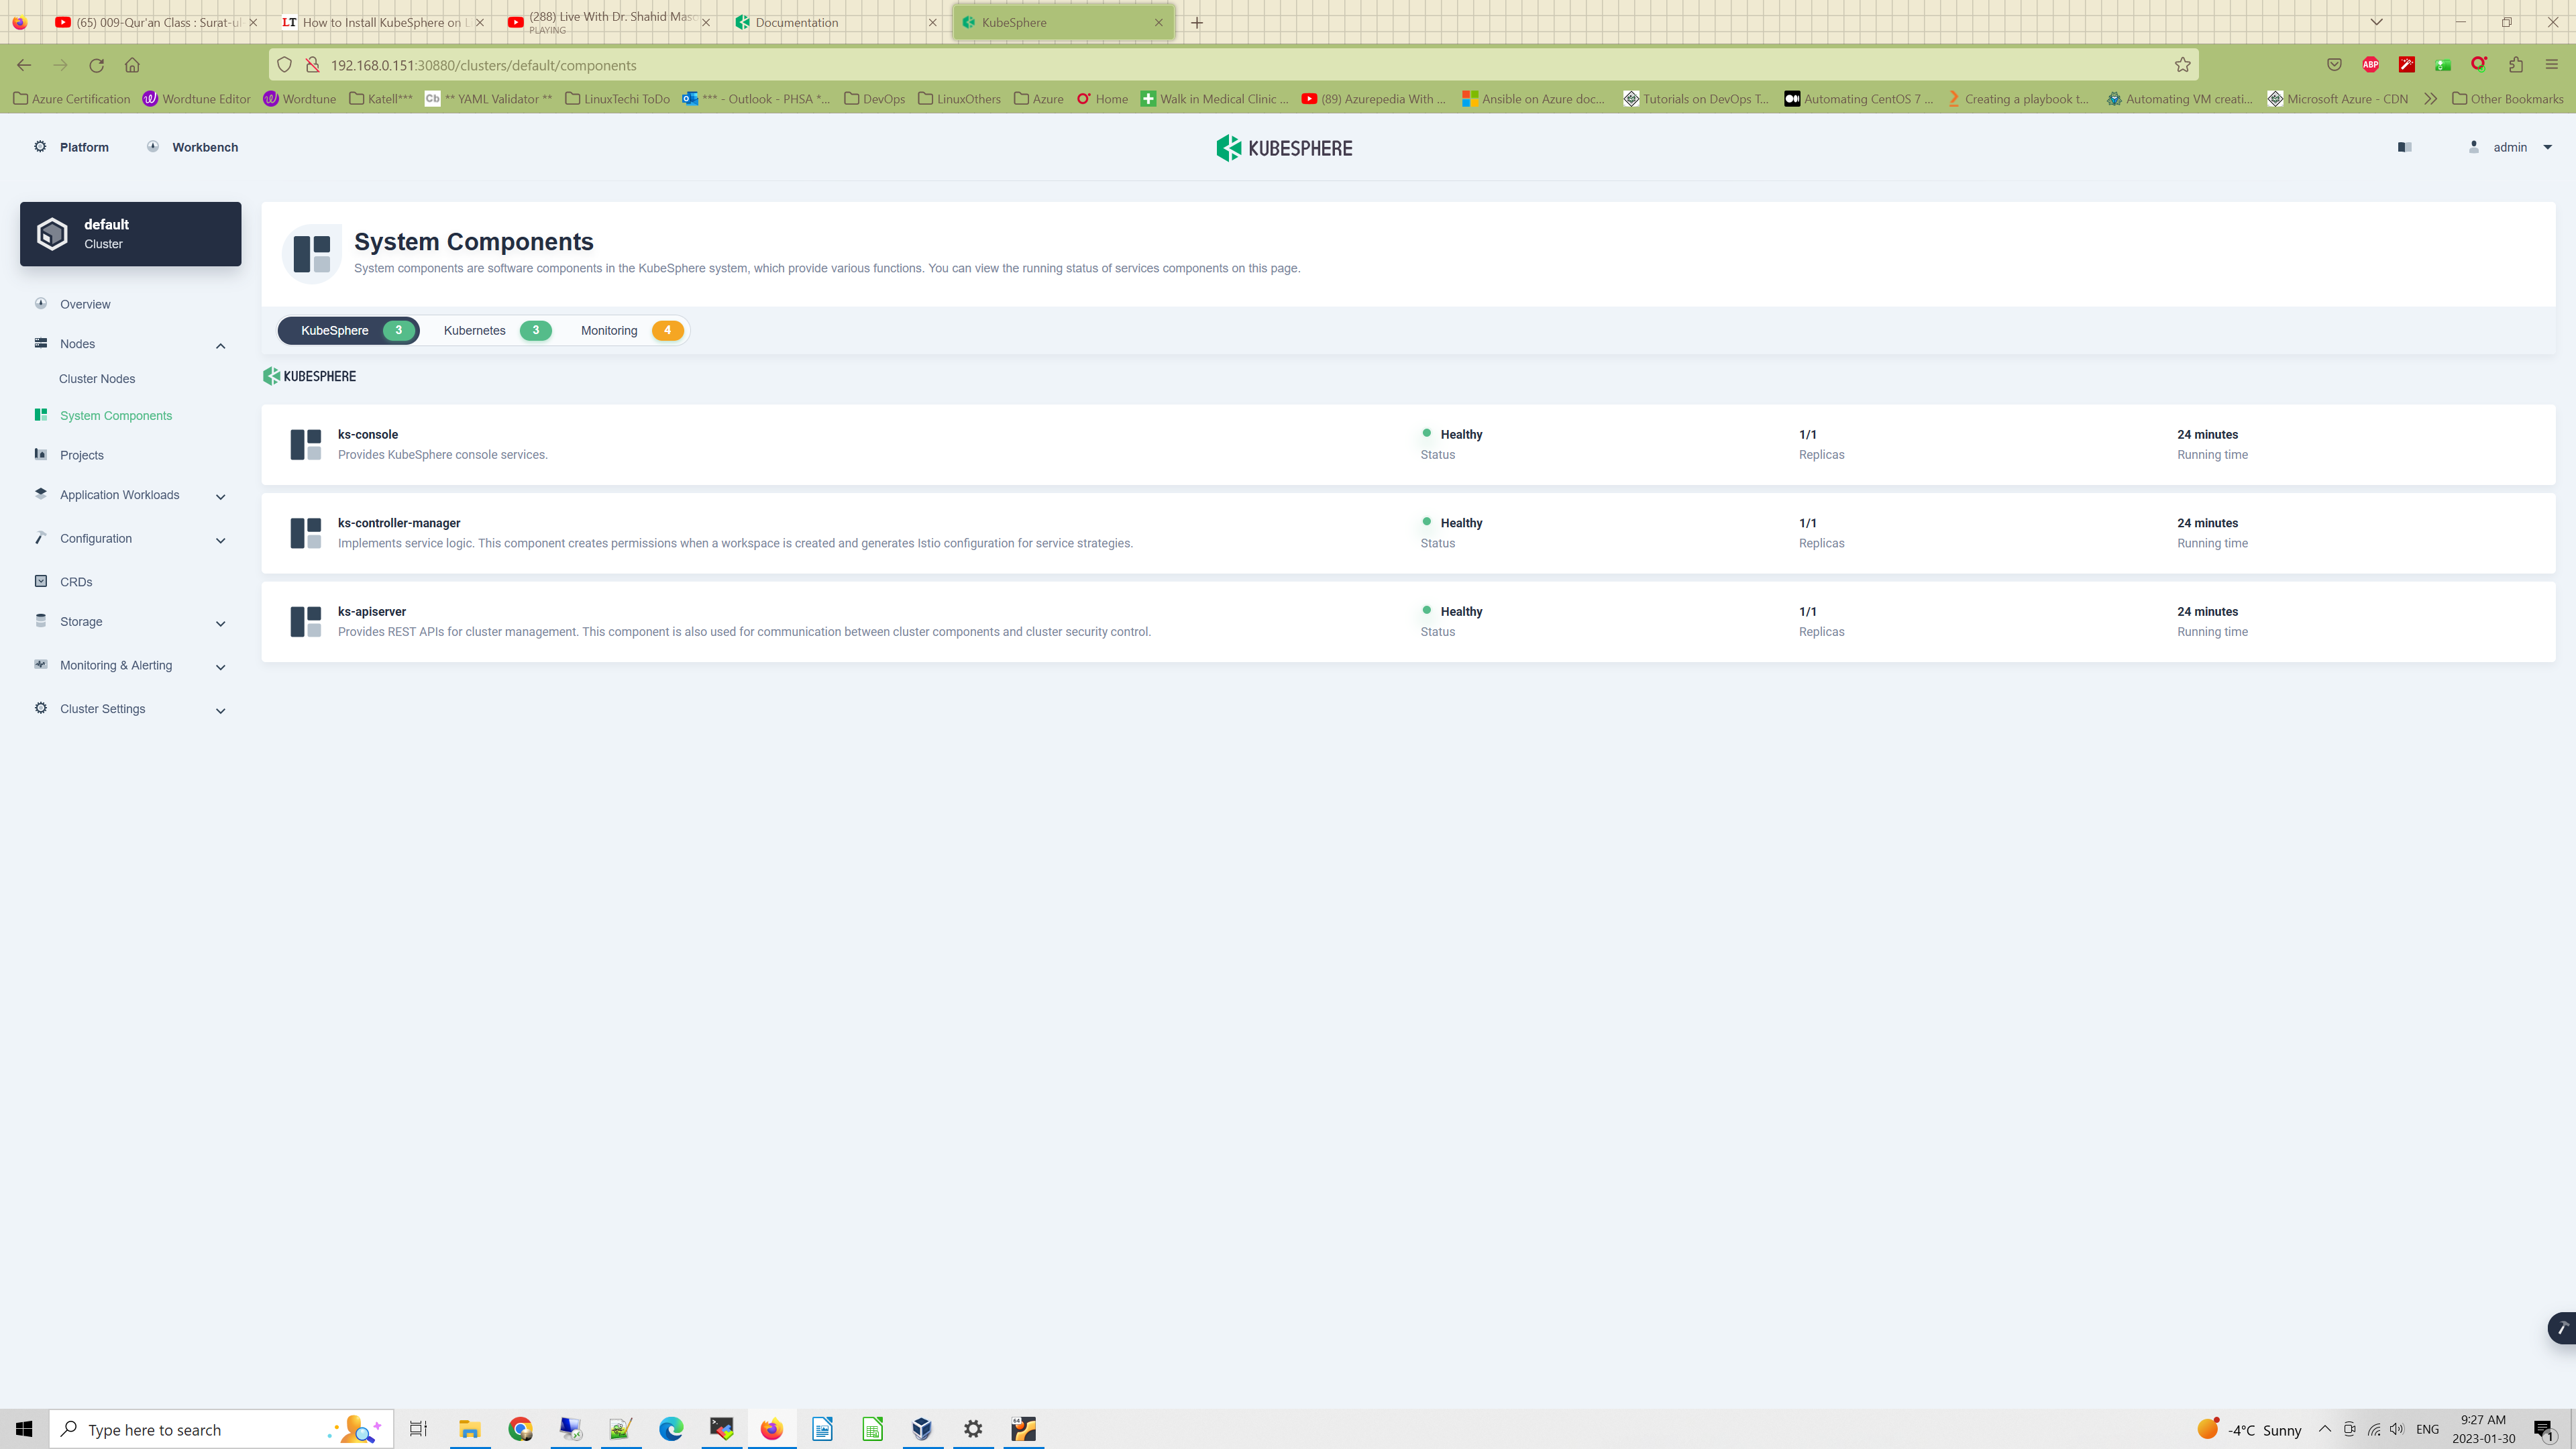 (65) 009-Qur'an Class : Surat-ul-
How to Install KubeSphere on L
(288) Live With Dr. Shahid Maso
PLAYING
Documentation
KubeSphere
192.168.0.151:30880/clusters/default/components
Azure Certification
Wordtune Editor
Wordtune
Katell***
** YAML Validator **
LinuxTechi ToDo
*** - Outlook - PHSA *...
DevOps
LinuxOthers
Azure
Home
Walk in Medical Clinic ...
(89) Azurepedia With ...
Ansible on Azure doc...
Tutorials on DevOps T...
Automating CentOS 7 ...
Creating a playbook t...
Automating VM creati...
Microsoft Azure - CDN
Other Bookmarks
Platform
Workbench
KUBESPHERE
admin
default
Cluster
Overview
Nodes
Cluster Nodes
System Components
Projects
Application Workloads
Configuration
CRDs
Storage
Monitoring & Alerting
Cluster Settings
System Components
System components are software components in the KubeSphere system, which provide various functions. You can view the running status of services components on this page.
KubeSphere 3
Kubernetes 3
Monitoring 4
KUBESPHERE
ks-console
Provides KubeSphere console services.
Healthy
Status
1/1
Replicas
24 minutes
Running time
ks-controller-manager
Implements service logic. This component creates permissions when a workspace is created and generates Istio configuration for service strategies.
Healthy
Status
1/1
Replicas
24 minutes
Running time
ks-apiserver
Provides REST APIs for cluster management. This component is also used for communication between cluster components and cluster security control.
Healthy
Status
1/1
Replicas
24 minutes
Running time
Type here to search
-4°C Sunny
ENG
9:27 AM
2023-01-30
1